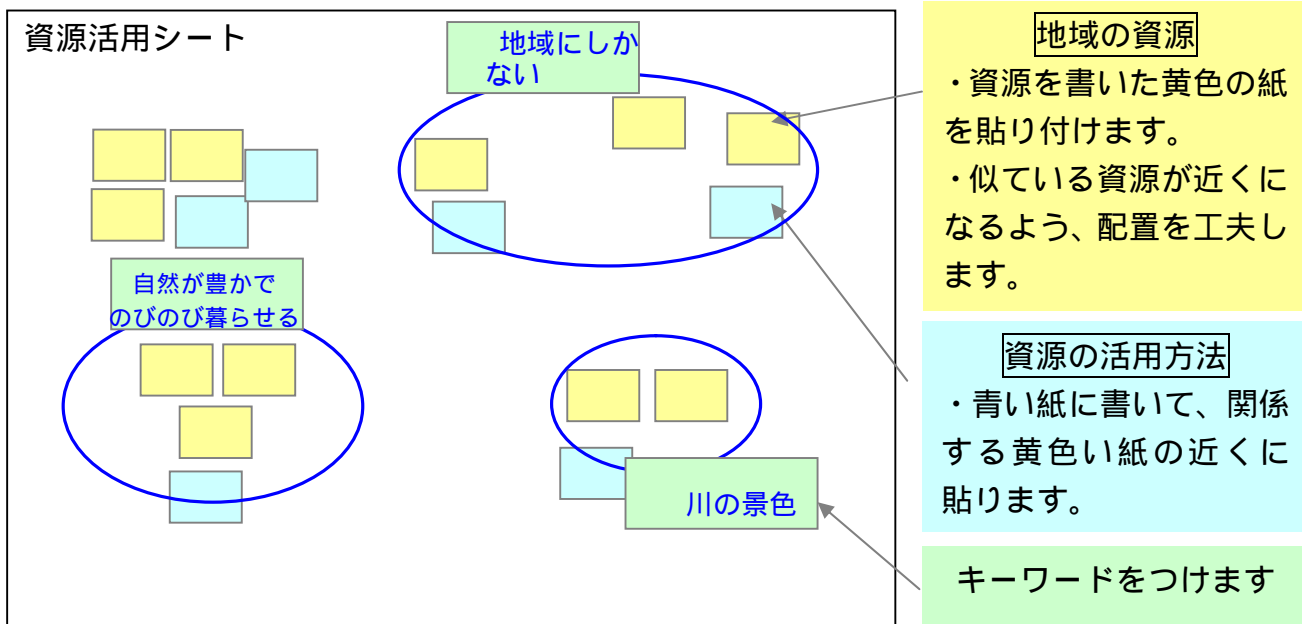 資源活用シート
地域にしか
ない
自然が豊かで
のびのび暮らせる
川の景色
地域の資源
・資源を書いた黄色の紙
を貼り付けます。
・似ている資源が近くに
なるよう、配置を工夫し
ます。
資源の活用方法
・青い紙に書いて、関係
する黄色い紙の近くに
貼ります。
キーワードをつけます